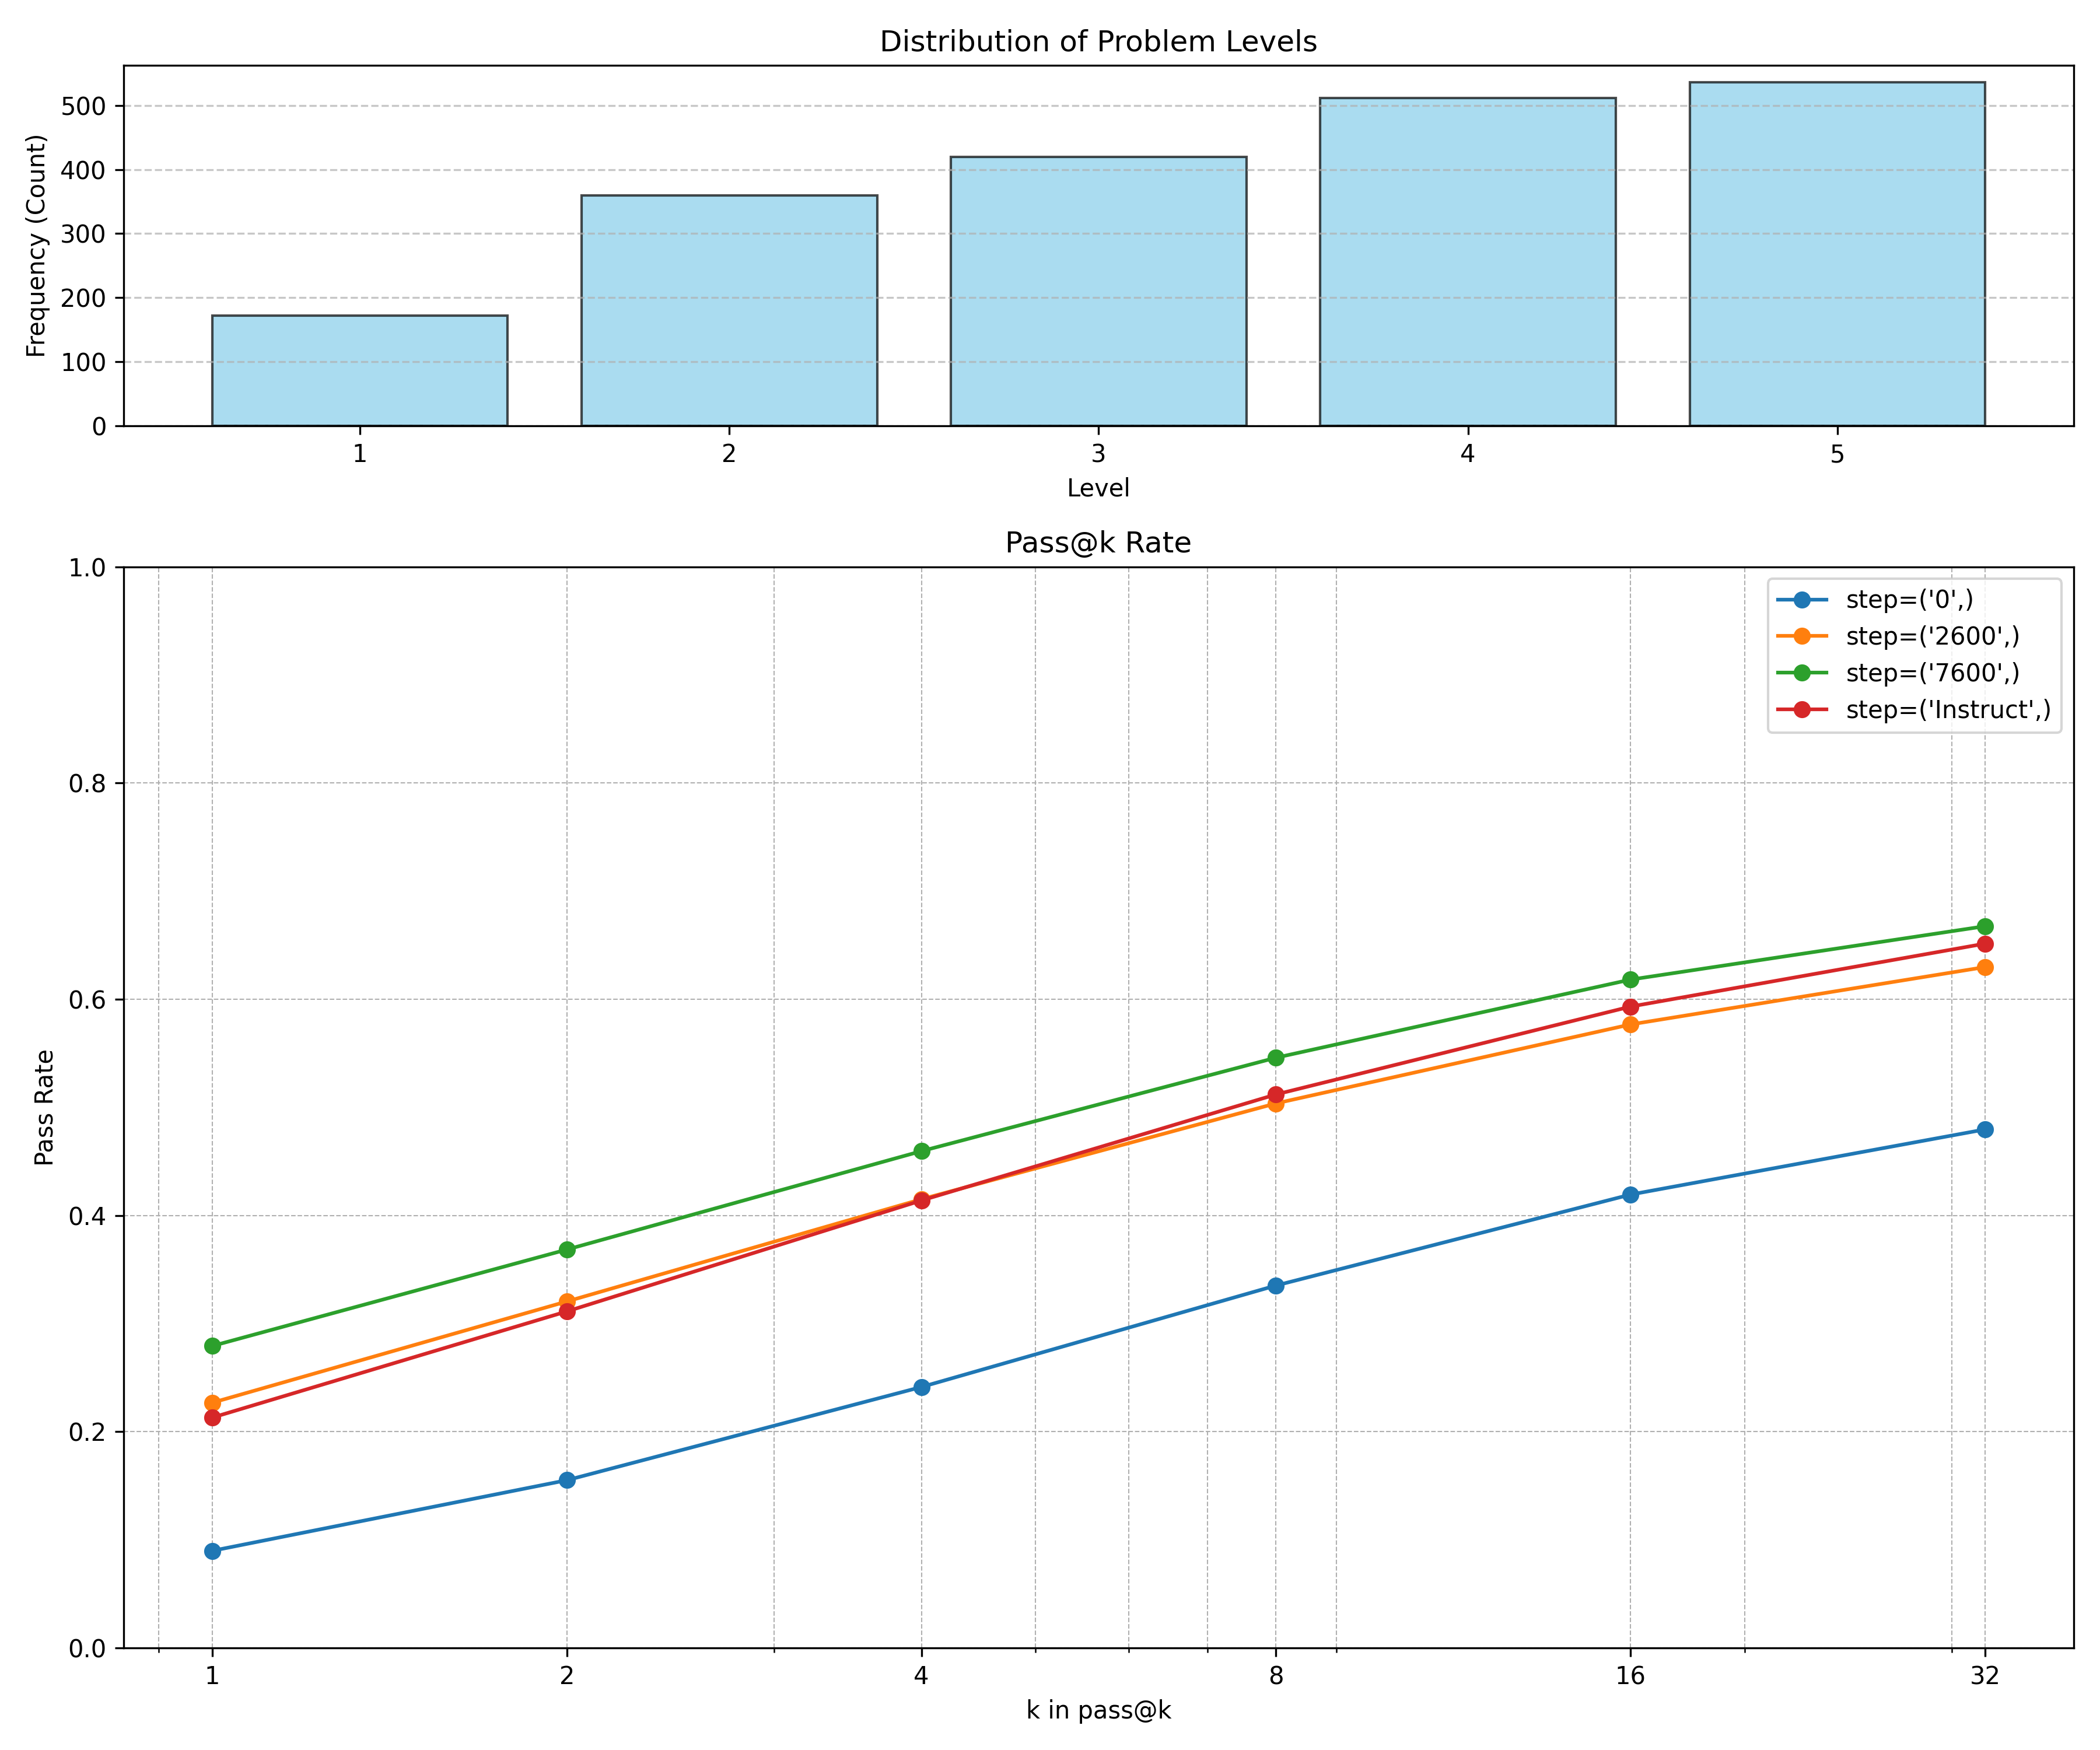 Distribution of Problem Levels
500
400
300
200
100
0
Frequency (Count)
1 2 3 4 5
Level
Pass@k Rate
1.0
0.8
0.6
0.4
0.2
0.0
Pass Rate
step=('0',)
step=('2600',)
step=('7600',)
step=('Instruct',)
1 2 4 8 16 32
k in pass@k